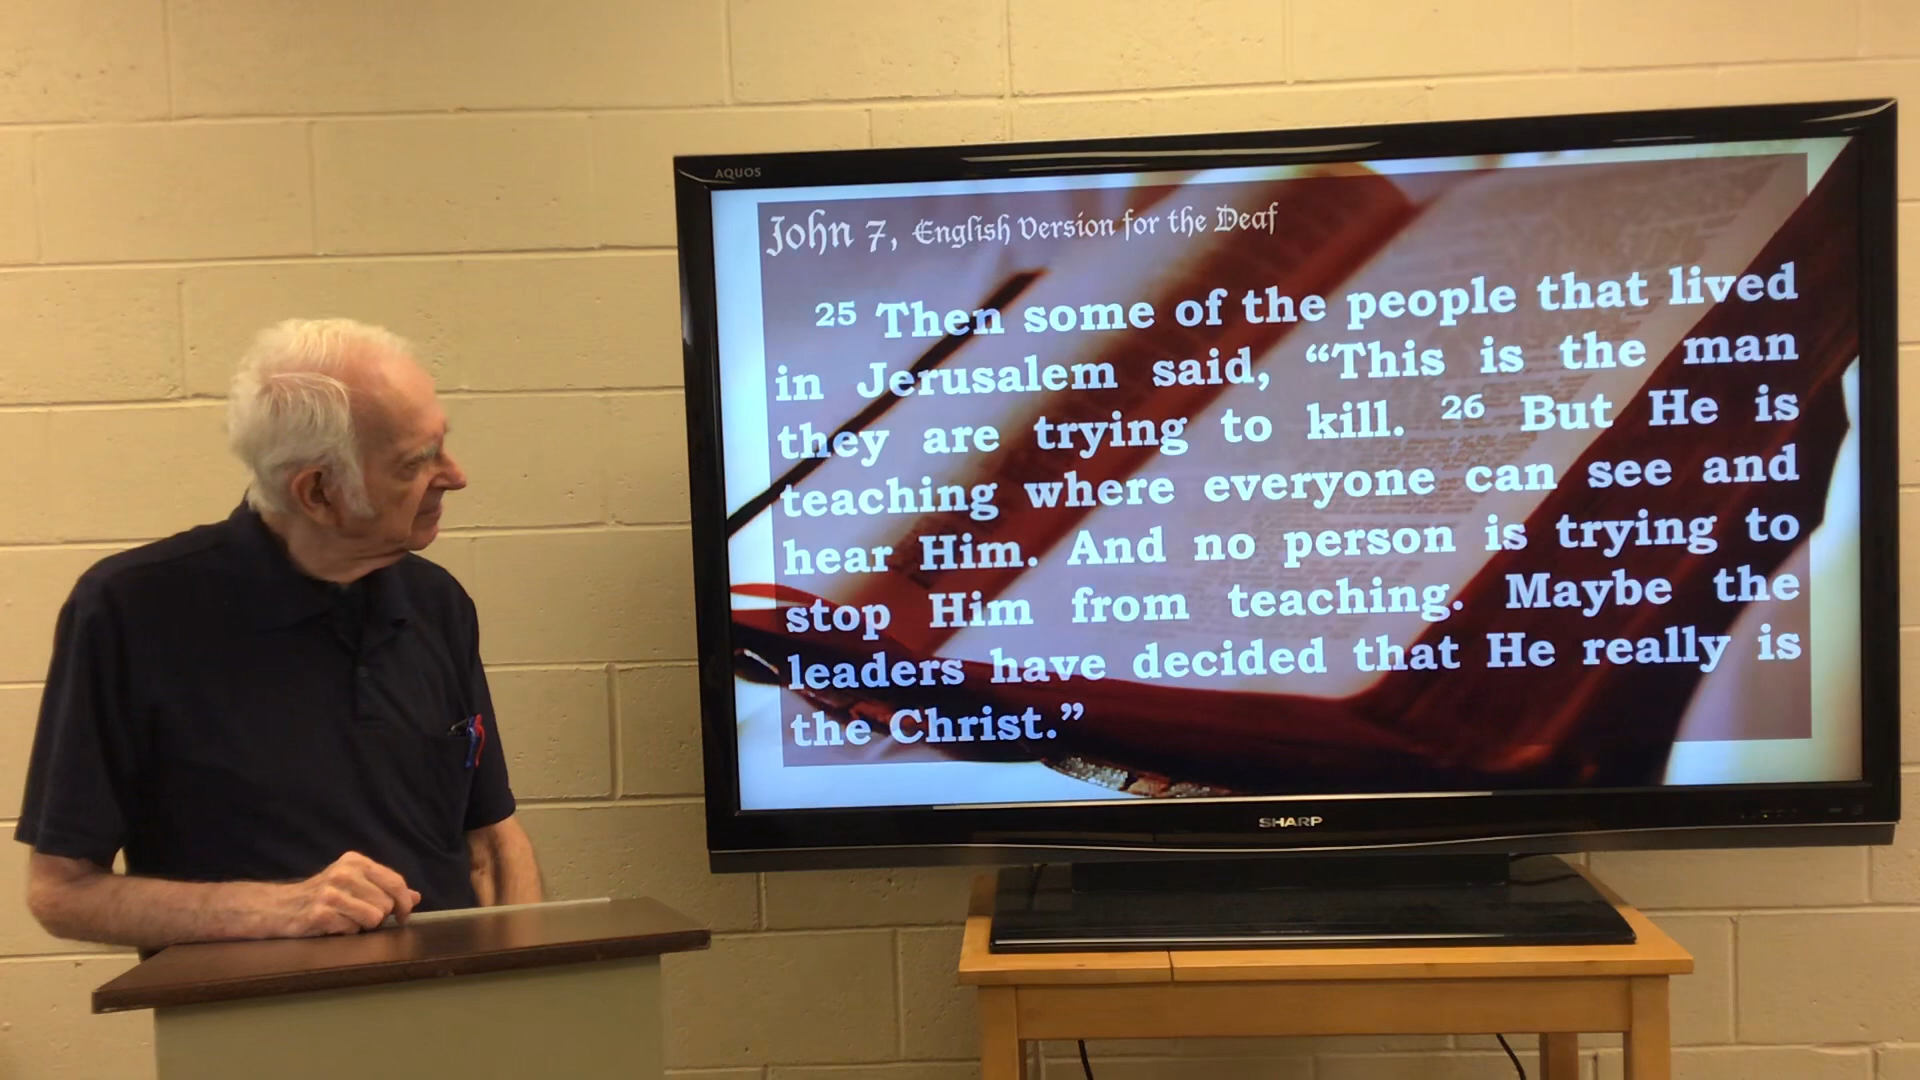 AQUOS
John 7, English Version for the Deaf
25 Then some of the people that lived
in Jerusalem said, “This is the man
they are trying to kill. 26 But He is
teaching where everyone can see and
hear Him. And no person is trying to
stop Him from teaching. Maybe the
leaders have decided that He really is
the Christ.”
SHARP